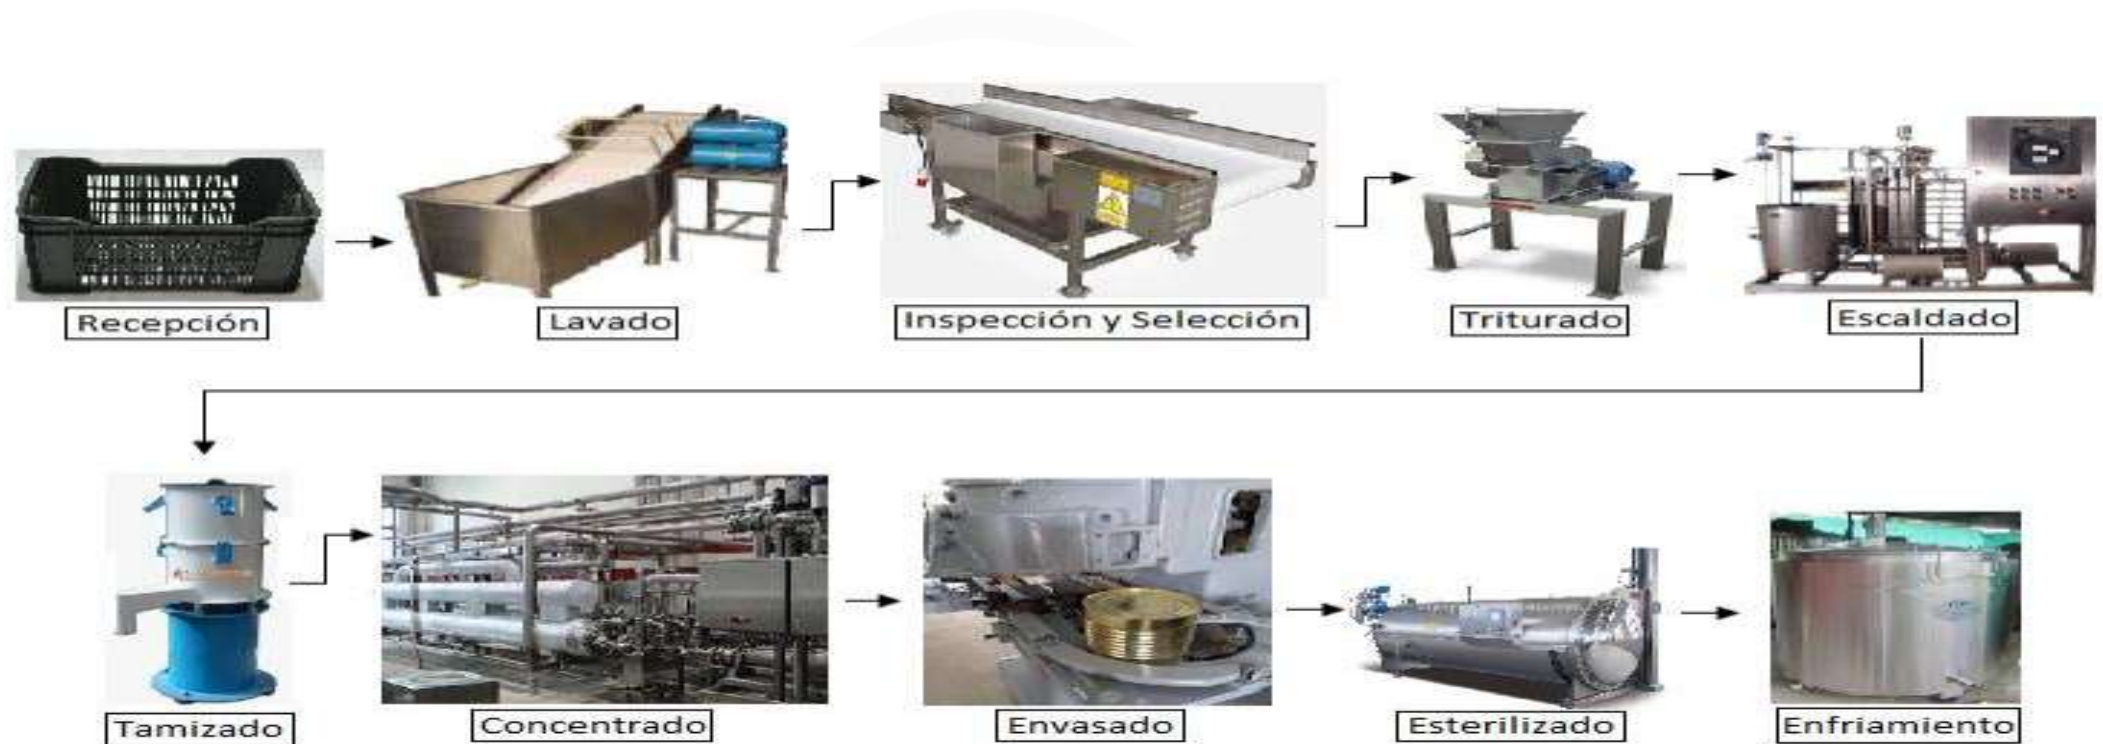 Recepción
Lavado
Inspección y Selección
Triturado
Escaldado
Tamizado
Concentrado
Envasado
Esterilizado
Enfriamiento